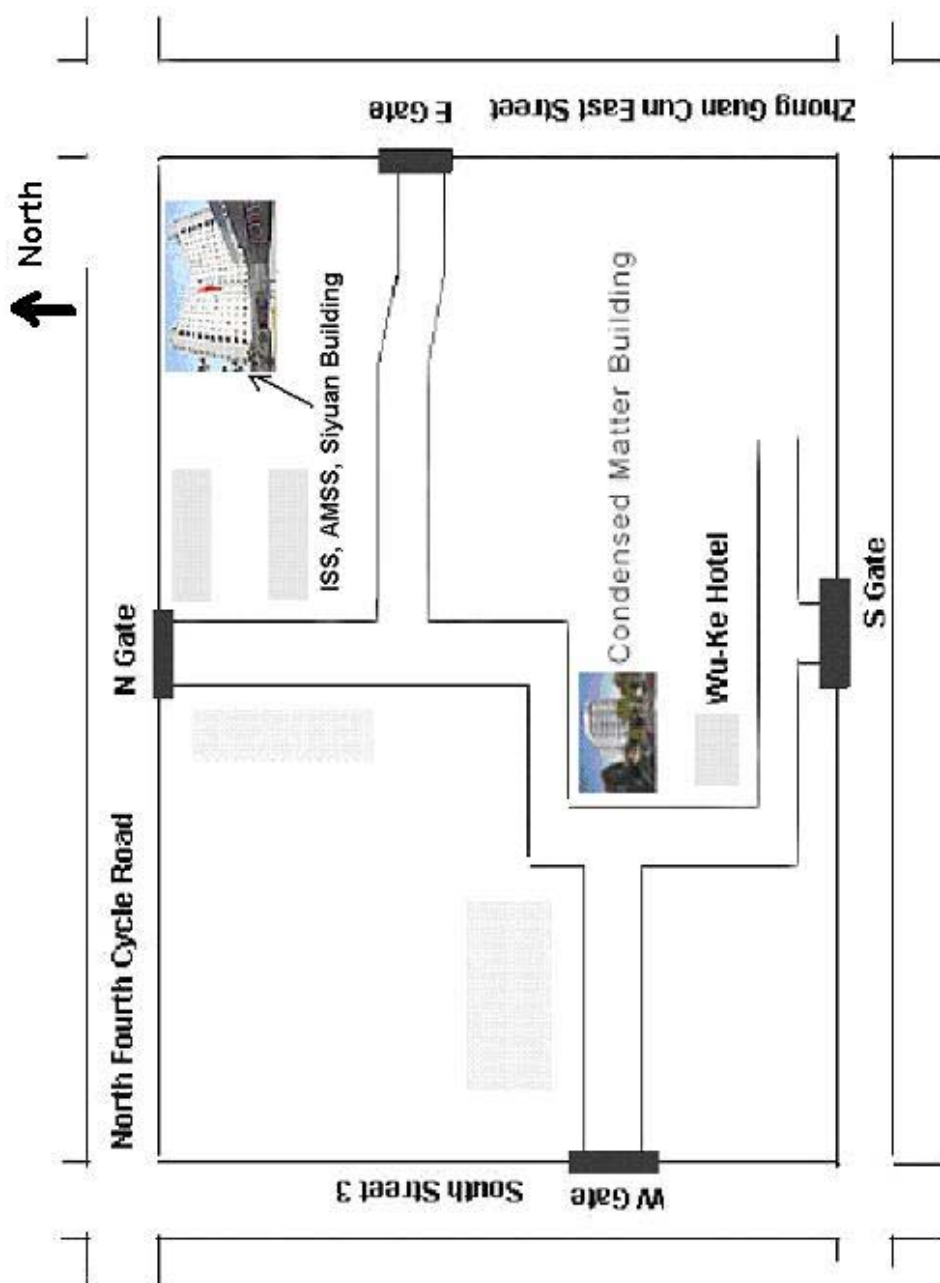 North
North Fourth Cycle Road
N Gate
ISS, AMSS, Siyuan Building
E Gate
Zhong Guan Cun East Street
South Street 3
W Gate
Condensed Matter Building
Wu-Ke Hotel
S Gate